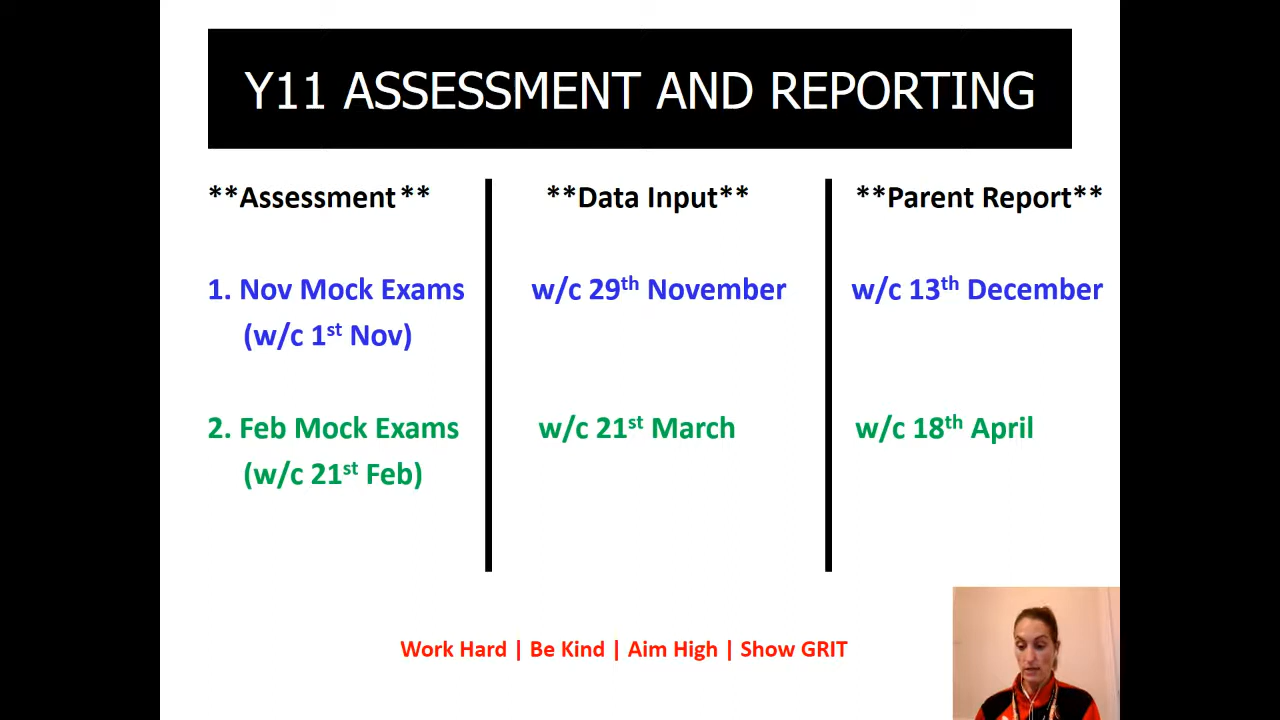 Y11 ASSESSMENT AND REPORTING
**Assessment** **Data Input** **Parent Report**
1. Nov Mock Exams w/c 29th November w/c 13th December
(w/c 1st Nov)
2. Feb Mock Exams w/c 21st March w/c 18th April
(w/c 21st Feb)
Work Hard | Be Kind | Aim High | Show GRIT